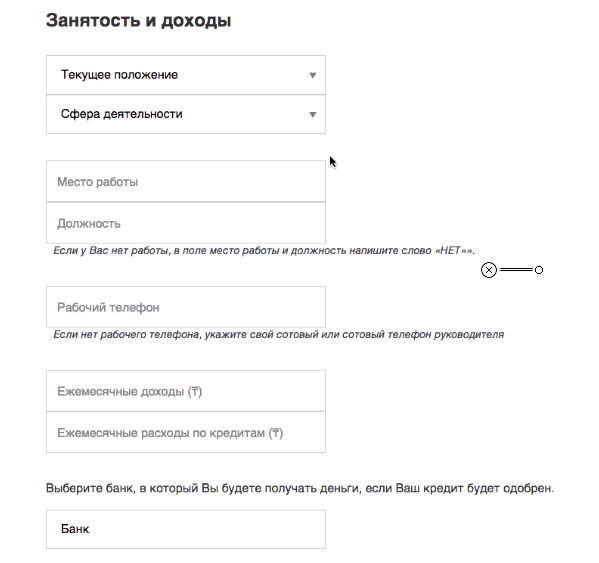 Занятость и доходы
Текущее положение
Сфера деятельности
Место работы
Должность
Если у Вас нет работы, в поле место работы и должность напишите слово «НЕТ»».
Рабочий телефон
Если нет рабочего телефона, укажите свой сотовый или сотовый телефон руководителя
Ежемесячные доходы (₸)
Ежемесячные расходы по кредитам (₸)
Выберите банк, в который Вы будете получать деньги, если Ваш кредит будет одобрен.
Банк